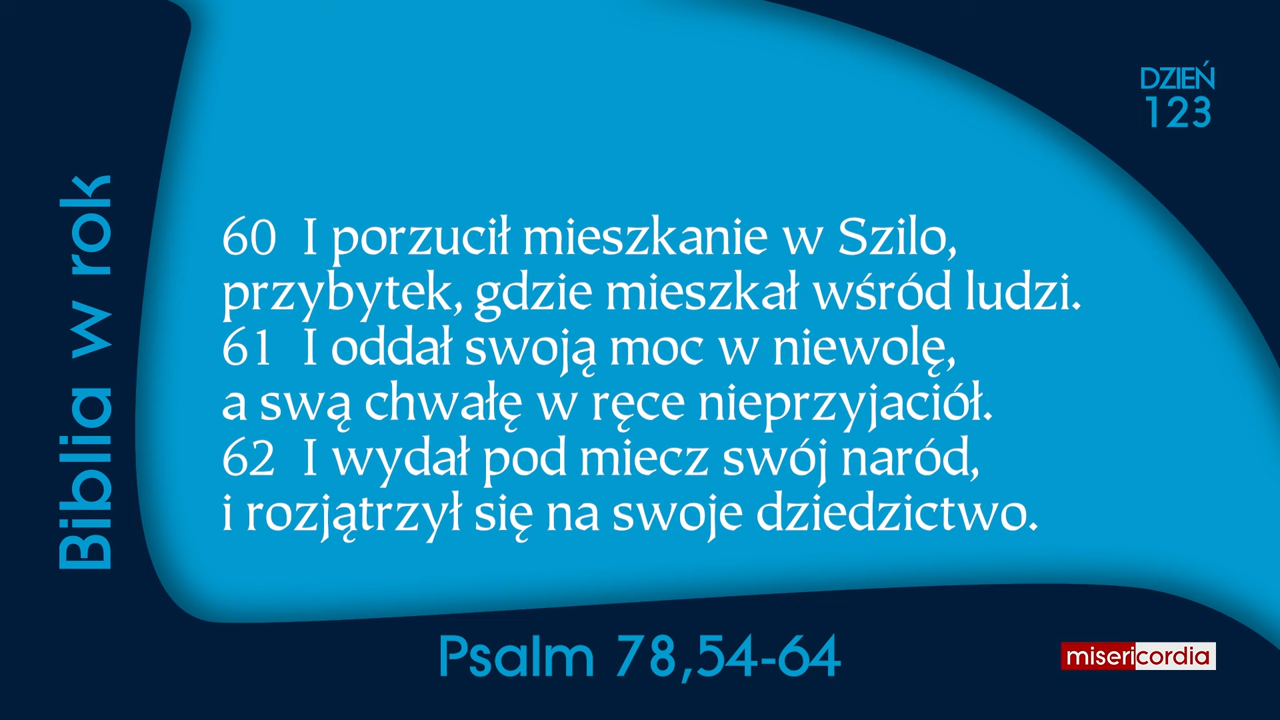 DZIEŃ
123
Biblia w rok
60 I porzucił mieszkanie w Szilo,
przybytek, gdzie mieszkał wśród ludzi.
61 I oddał swoją moc w niewolę,
a swą chwałę w ręce nieprzyjaciół.
62 I wydał pod miecz swój naród,
i rozjątrzył się na swoje dziedzictwo.
Psalm 78,54-64
misericordia